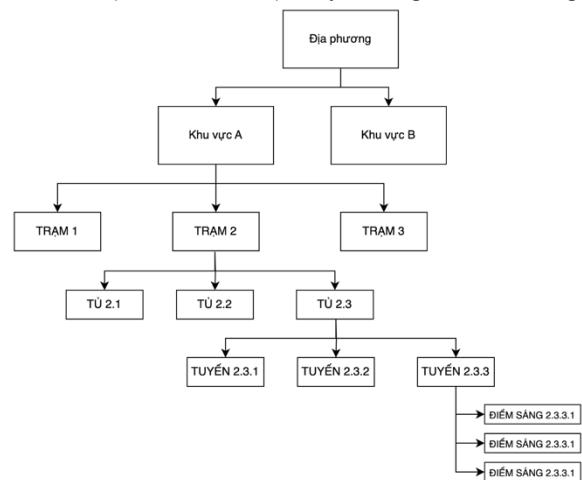 Địa phương
Khu vực A
Khu vực B
TRẠM 1
TRẠM 2
TRẠM 3
TỦ 2.1
TỦ 2.2
TỦ 2.3
TUYẾN 2.3.1
TUYẾN 2.3.2
TUYẾN 2.3.3
ĐIỂM SÁNG 2.3.3.1
ĐIỂM SÁNG 2.3.3.1
ĐIỂM SÁNG 2.3.3.1